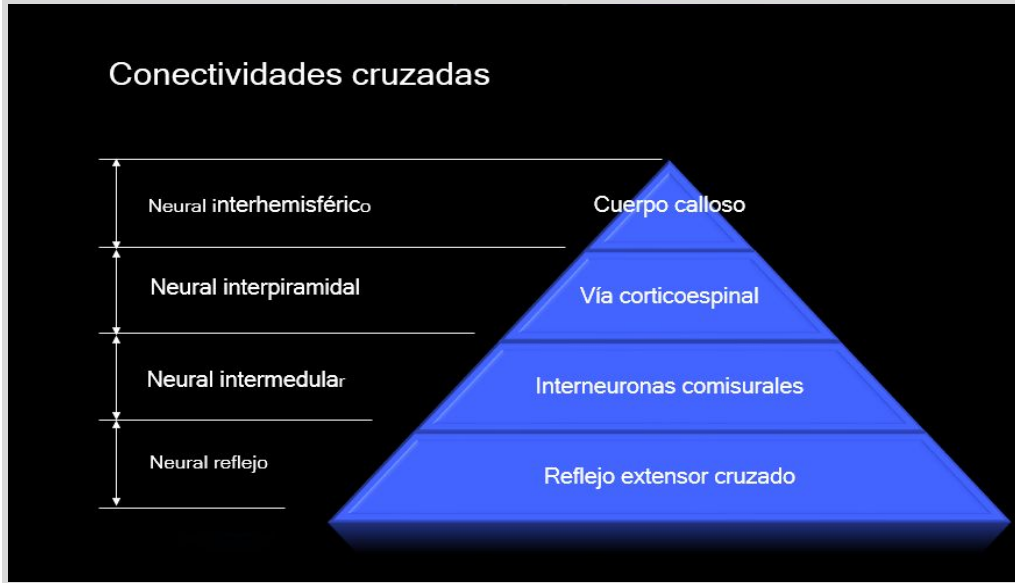 Conectividades cruzadas
Neural interhemisférico
Cuerpo calloso
Neural interpiramidal
Vía corticoespinal
Neural intermedular
Interneuronas comisurales
Neural reflejo
Reflejo extensor cruzado